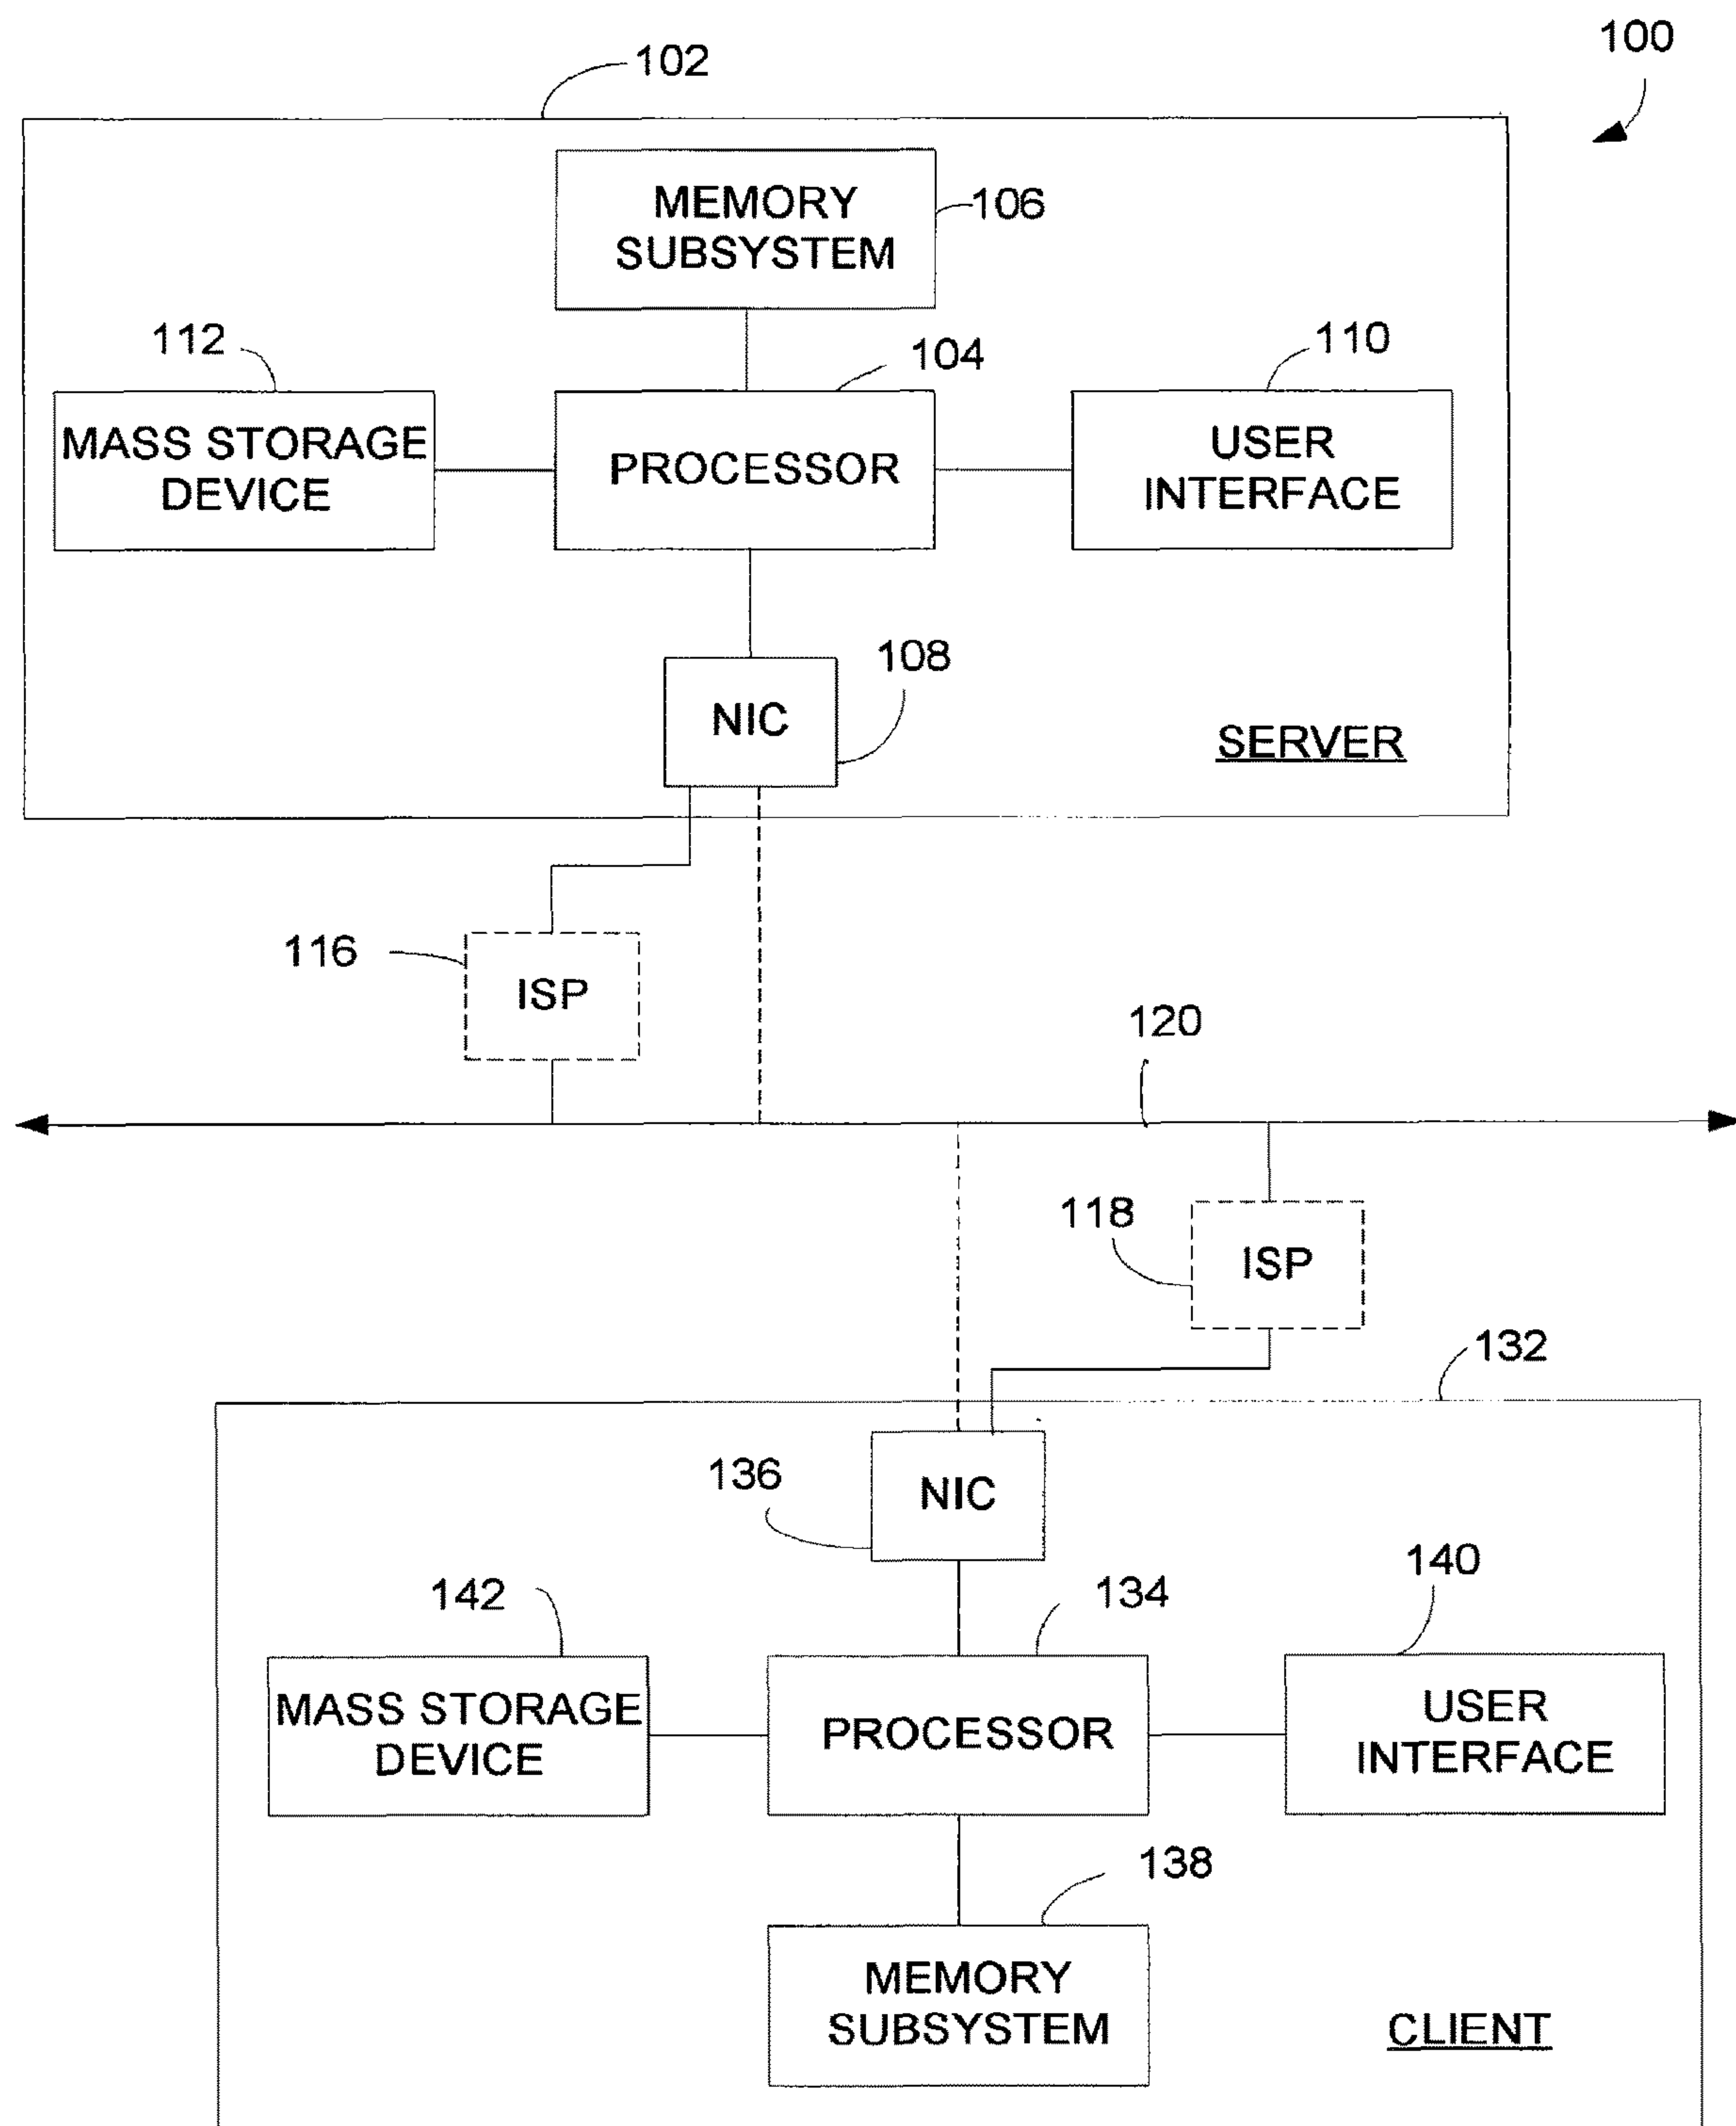 100
102
MEMORY
SUBSYSTEM
106
112
104
110
MASS STORAGE
DEVICE
PROCESSOR
USER
INTERFACE
108
NIC
SERVER
116
ISP
120
118
ISP
132
136
NIC
142
134
140
MASS STORAGE
DEVICE
PROCESSOR
USER
INTERFACE
138
MEMORY
SUBSYSTEM
CLIENT